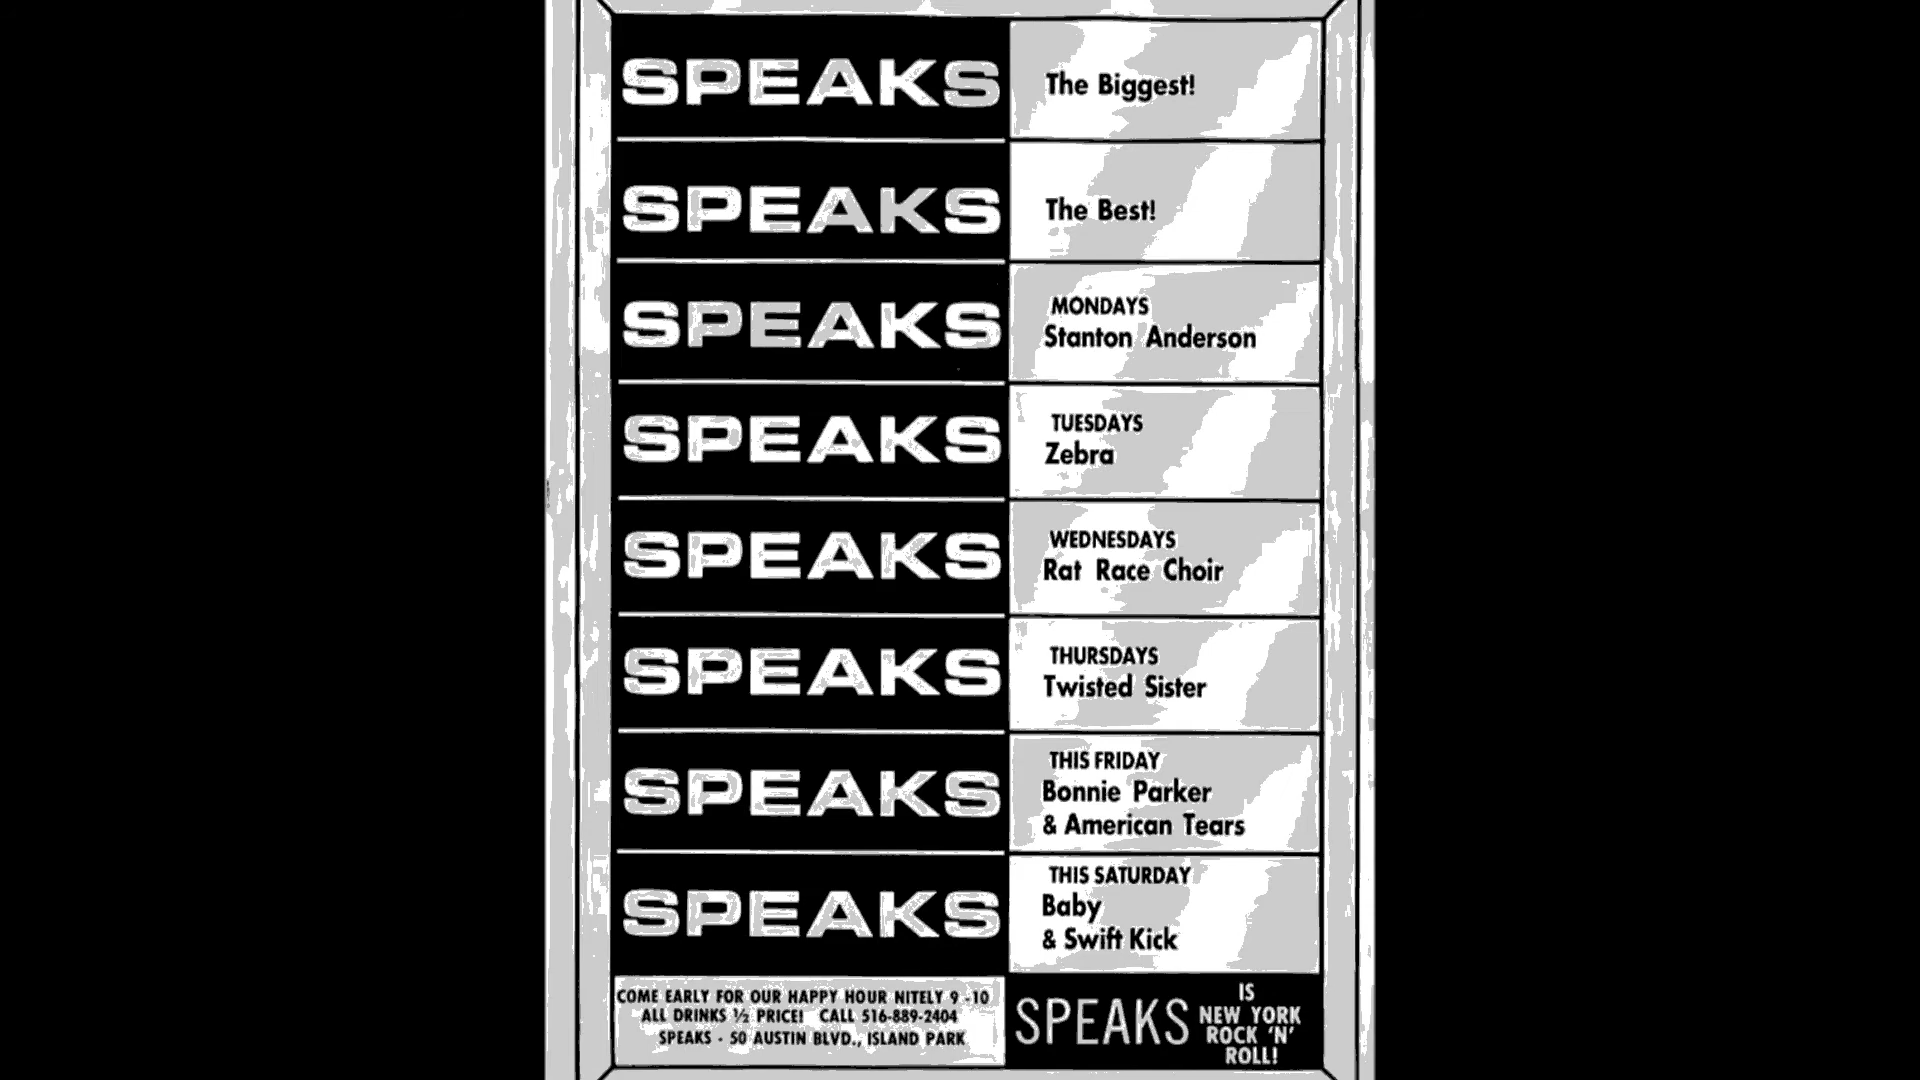 SPEAKS
The Biggest!
SPEAKS
The Best!
SPEAKS
MONDAYS
Stanton Anderson
SPEAKS
TUESDAYS
Zebra
SPEAKS
WEDNESDAYS
Rat Race Choir
SPEAKS
THURSDAYS
Twisted Sister
SPEAKS
THIS FRIDAY
Bonnie Parker
& American Tears
SPEAKS
THIS SATURDAY
Baby
& Swift Kick
COME EARLY FOR OUR HAPPY HOUR NITELY 9 - 10
ALL DRINKS ½ PRICE! CALL 516-889-2404
SPEAKS - 50 AUSTIN BLVD., ISLAND PARK
SPEAKS
IS
NEW YORK
ROCK 'N'
ROLL!